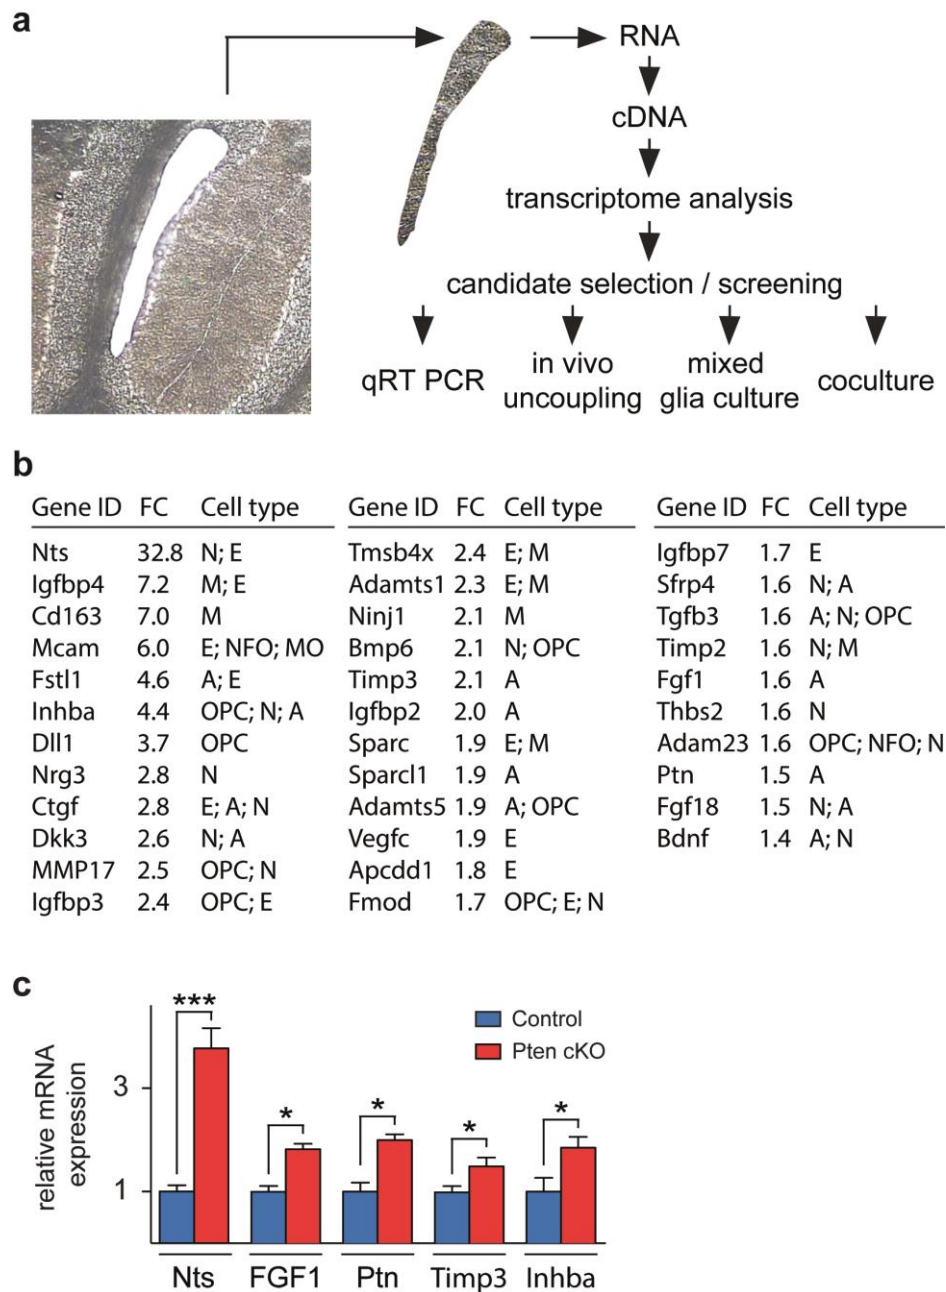 a
RNA
cDNA
transcriptome analysis
candidate selection / screening
qRT PCR
in vivo
uncoupling
mixed
glia culture
coculture
b
Gene ID FC Cell type Gene ID FC Cell type Gene ID FC Cell type
Nts 32.8 N; E Tmsb4x 2.4 E; M Igfbp7 1.7 E
Igfbp4 7.2 M; E Adamts1 2.3 E; M Sfrp4 1.6 N; A
Cd163 7.0 M Ninj1 2.1 M Tgfb3 1.6 A; N; OPC
Mcam 6.0 E; NFO; MO Bmp6 2.1 N; OPC Timp2 1.6 N; M
Fstl1 4.6 A; E Timp3 2.1 A Fgf1 1.6 A
Inhba 4.4 OPC; N; A Igfbp2 2.0 A Thbs2 1.6 N
Dll1 3.7 OPC Sparc 1.9 E; M Adam23 1.6 OPC; NFO; N
Nrg3 2.8 N Sparcl1 1.9 A Ptn 1.5 A
Ctgf 2.8 E; A; N Adamts5 1.9 A; OPC Fgf18 1.5 N; A
Dkk3 2.6 N; A Vegfc 1.9 E Bdnf 1.4 A; N
MMP17 2.5 OPC; N Apcdd1 1.8 E
Igfbp3 2.4 OPC; E Fmod 1.7 OPC; E; N
c
relative mRNA
expression
3
1
***
*
*
*
*
Control
Pten cKO
Nts FGF1 Ptn Timp3 Inhba